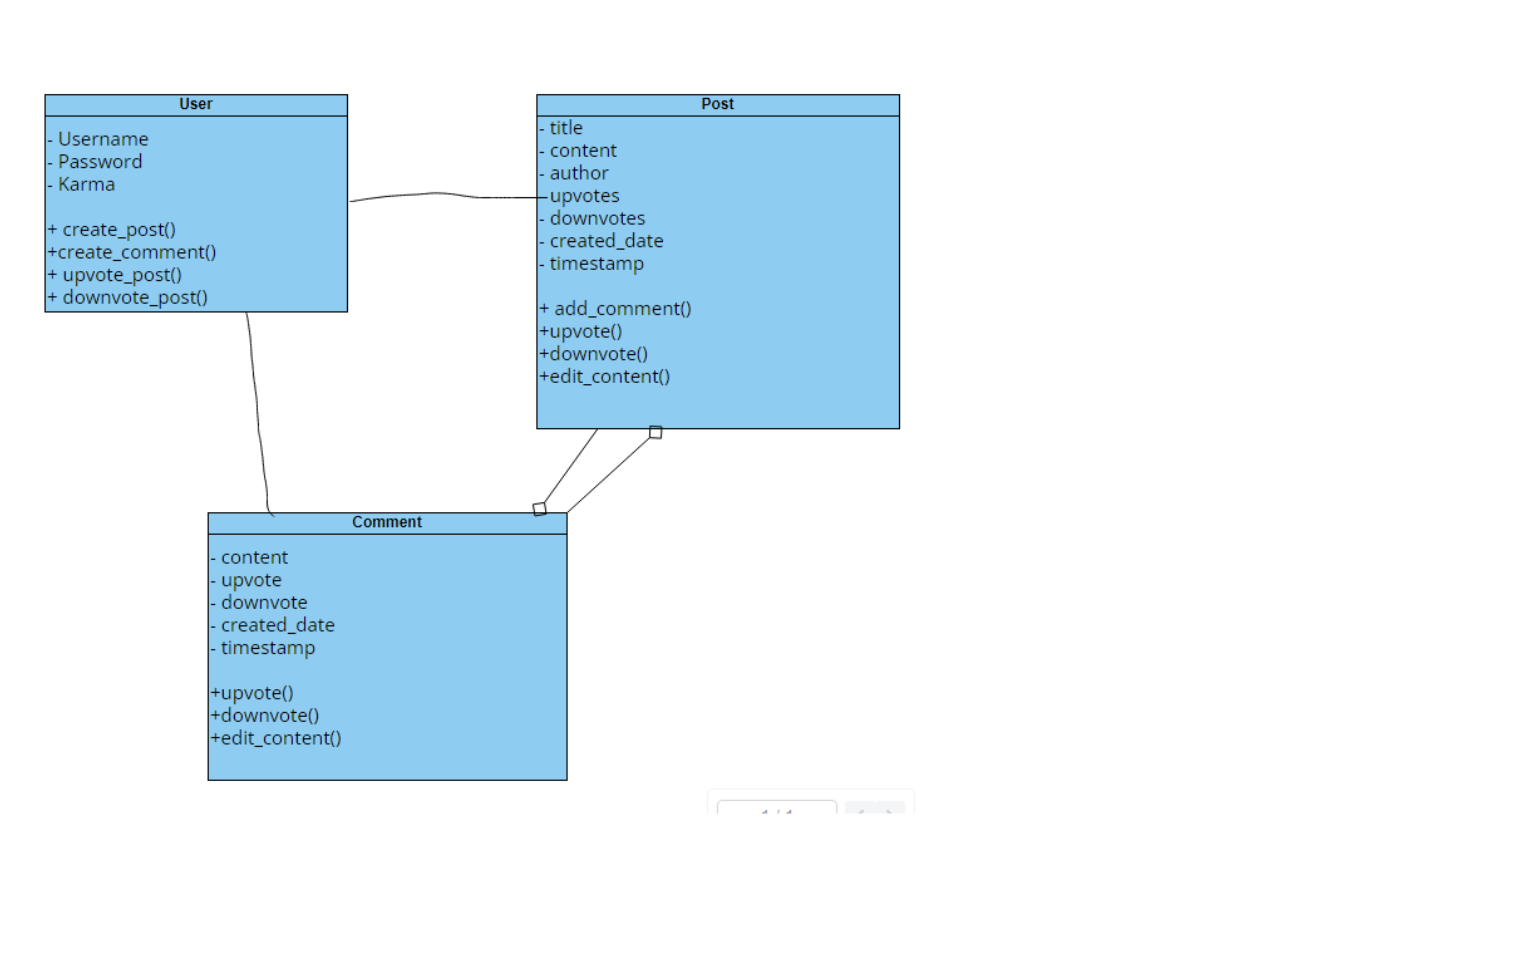 User
- Username
- Password
- Karma
+ create_post()
+create_comment()
+ upvote_post()
+ downvote_post()
Post
- title
- content
- author
- upvotes
- downvotes
- created_date
- timestamp
+ add_comment()
+upvote()
+downvote()
+edit_content()
Comment
- content
- upvote
- downvote
- created_date
- timestamp
+upvote()
+downvote()
+edit_content()